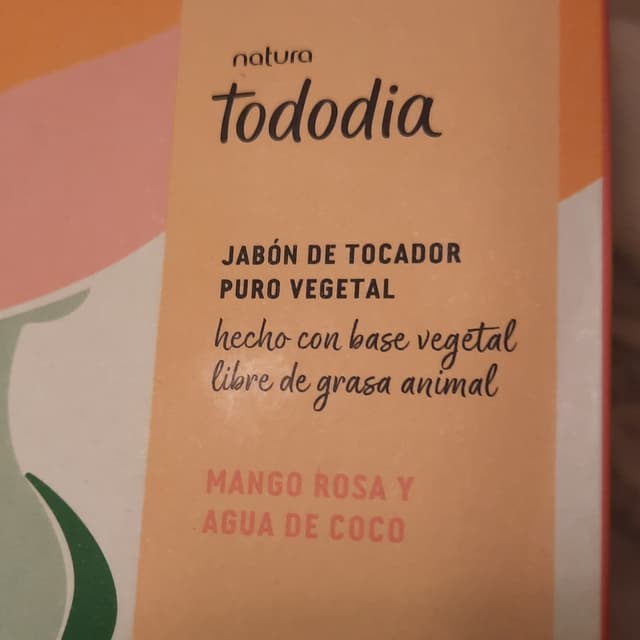 natura
tododia
JABÓN DE TOCADOR
PURO VEGETAL
hecho con base vegetal
libre de grasa animal
MANGO ROSA Y
AGUA DE COCO